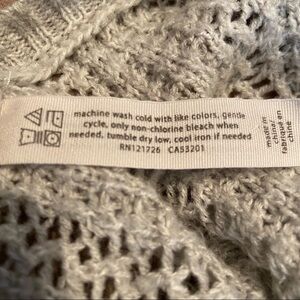 machine wash cold with like colors, gentle
cycle, only non-chlorine bleach when
needed, tumble dry low, cool iron if needed
RN121726 CA53201
made in
china/
fabriqué en
chine